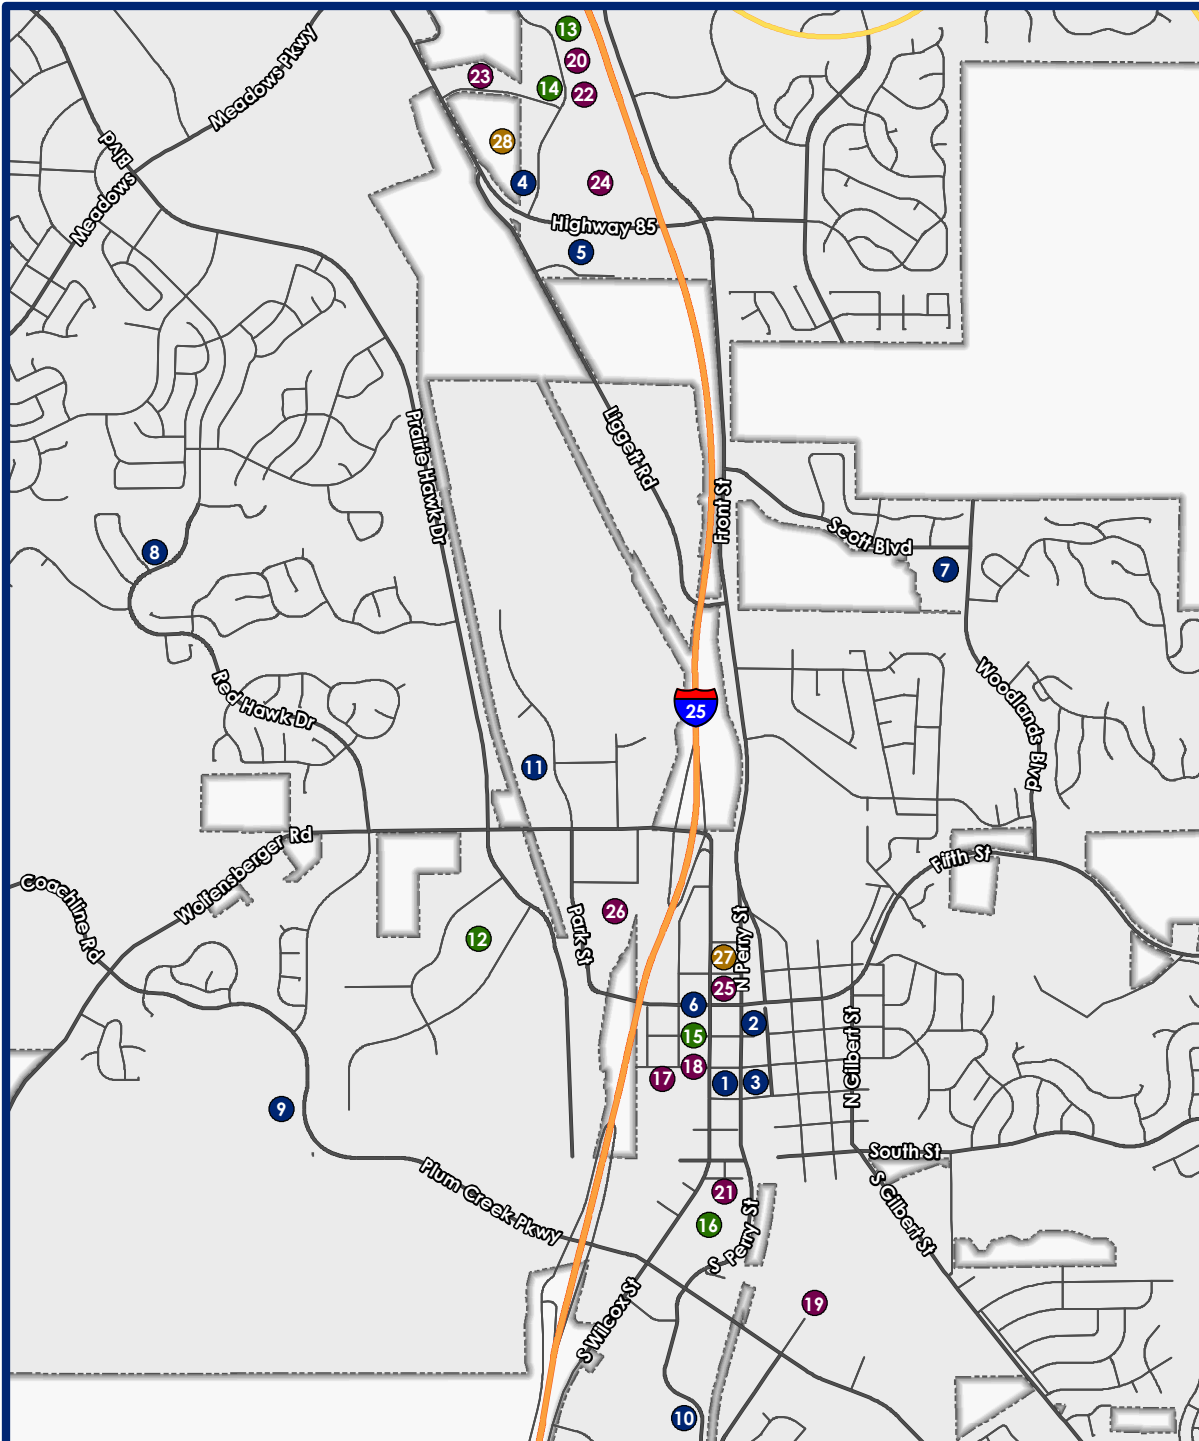 13
Meadows Pkwy
20
23
14
22
Blvd
28
Meadows
4
24
Highway 85
5
Prairie Hawk Dr
Liggett Rd
Front St
Scott Blvd
8
7
Red Hawk Dr
Woodlands Blvd
25
11
Wolfensberger Rd
Fifth St
Coachline Rd
Park St
26
N Perry St
12
27
25
6
2
15
N Gilbert St
18
17
1
3
9
South St
Plum Creek Pkwy
21
S Gilbert St
16
S Perry St
S Wilcox St
19
10